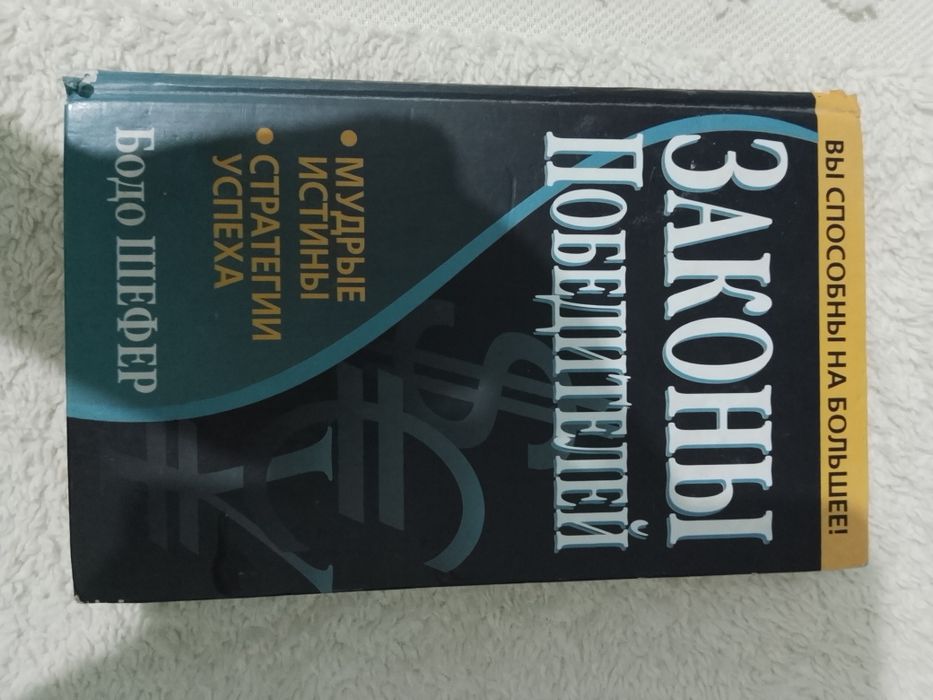 ВЫ СПОСОБНЫ НА БОЛЬШЕЕ!
ЗАКОНЫ
ПОБЕДИТЕЛЕЙ
• МУДРЫЕ
ИСТИНЫ
• СТРАТЕГИИ
УСПЕХА
БОДО ШЕФЕР